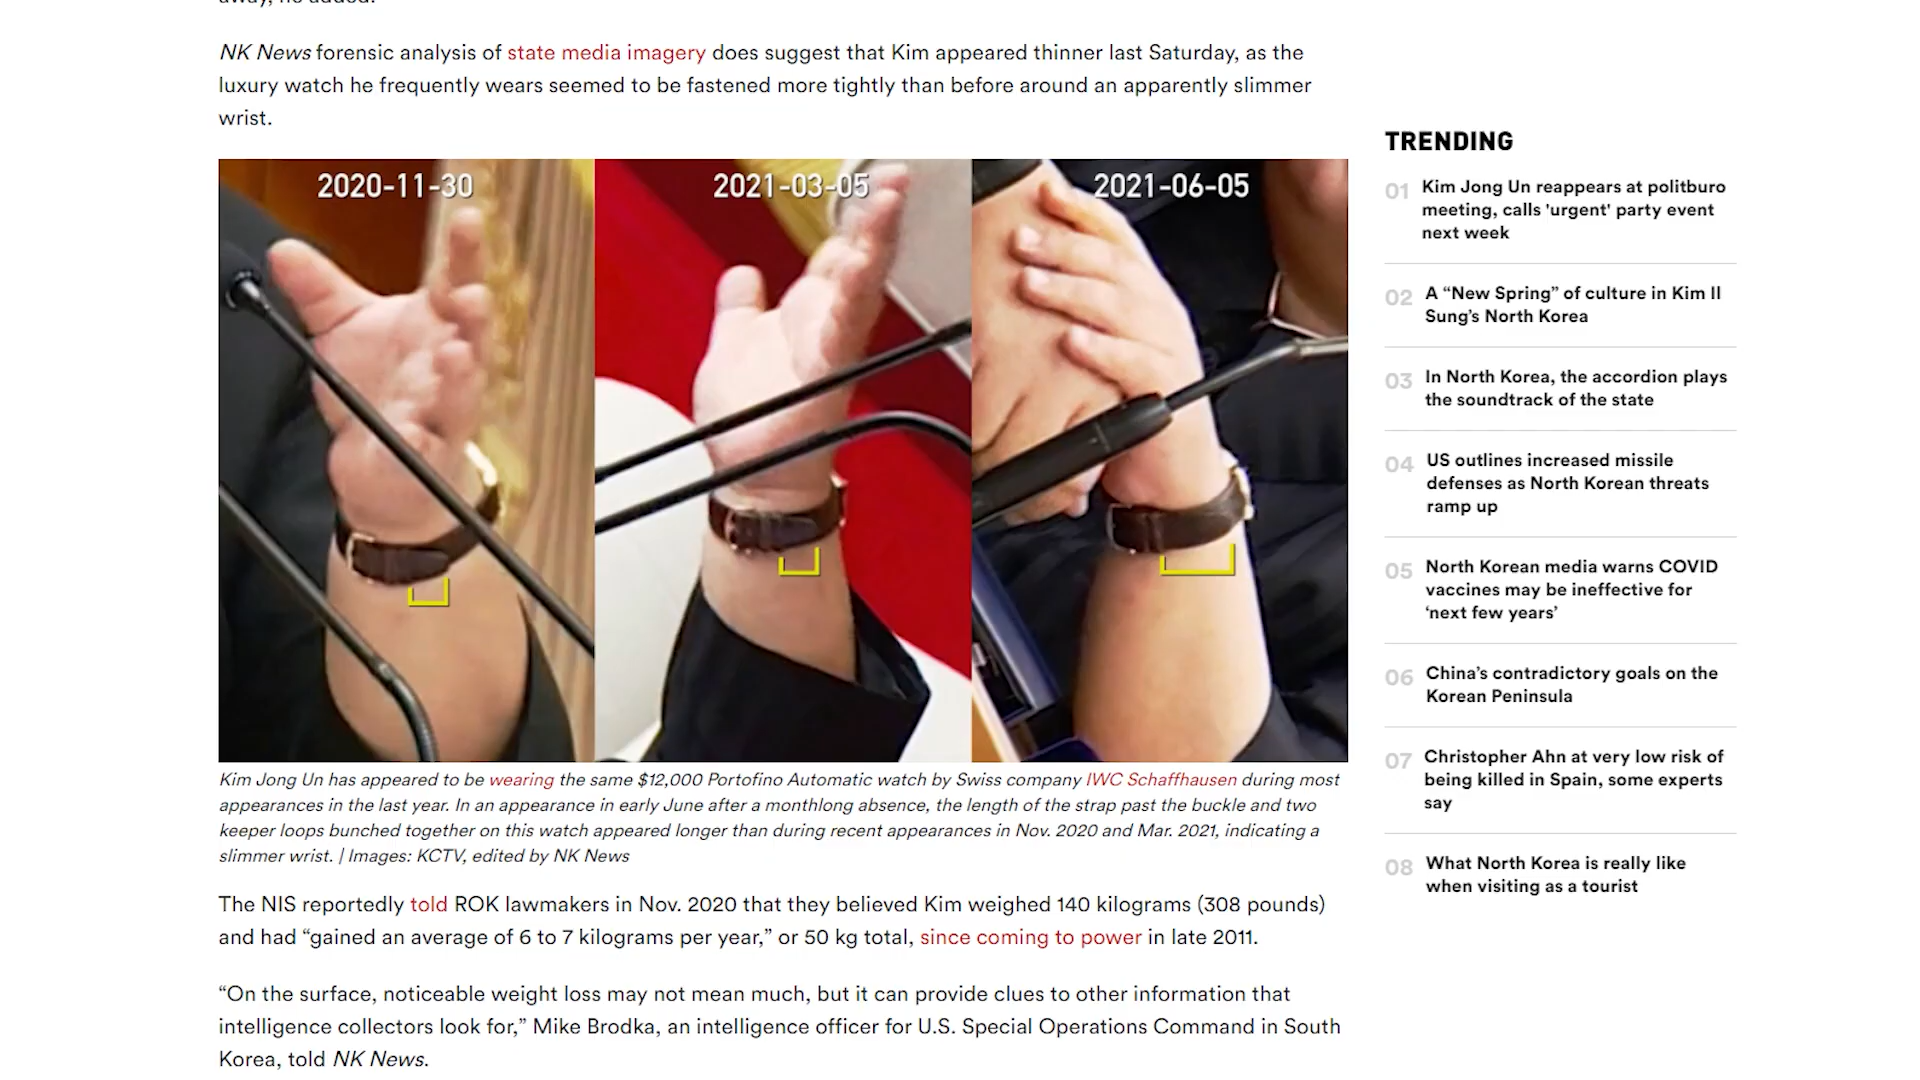 NK News forensic analysis of state media imagery does suggest that Kim appeared thinner last Saturday, as the
luxury watch he frequently wears seemed to be fastened more tightly than before around an apparently slimmer
wrist.
2020-11-30
2021-03-05
2021-06-05
Kim Jong Un has appeared to be wearing the same $12,000 Portofino Automatic watch by Swiss company IWC Schaffhausen during most
appearances in the last year. In an appearance in early June after a monthlong absence, the length of the strap past the buckle and two
keeper loops bunched together on this watch appeared longer than during recent appearances in Nov. 2020 and Mar. 2021, indicating a
slimmer wrist. | Images: KCTV, edited by NK News
The NIS reportedly told ROK lawmakers in Nov. 2020 that they believed Kim weighed 140 kilograms (308 pounds)
and had “gained an average of 6 to 7 kilograms per year,” or 50 kg total, since coming to power in late 2011.
“On the surface, noticeable weight loss may not mean much, but it can provide clues to other information that
intelligence collectors look for,” Mike Brodka, an intelligence officer for U.S. Special Operations Command in South
Korea, told NK News.
TRENDING
01 Kim Jong Un reappears at politburo
meeting, calls 'urgent' party event
next week
02 A “New Spring” of culture in Kim Il
Sung’s North Korea
03 In North Korea, the accordion plays
the soundtrack of the state
04 US outlines increased missile
defenses as North Korean threats
ramp up
05 North Korean media warns COVID
vaccines may be ineffective for
‘next few years’
06 China’s contradictory goals on the
Korean Peninsula
07 Christopher Ahn at very low risk of
being killed in Spain, some experts
say
08 What North Korea is really like
when visiting as a tourist